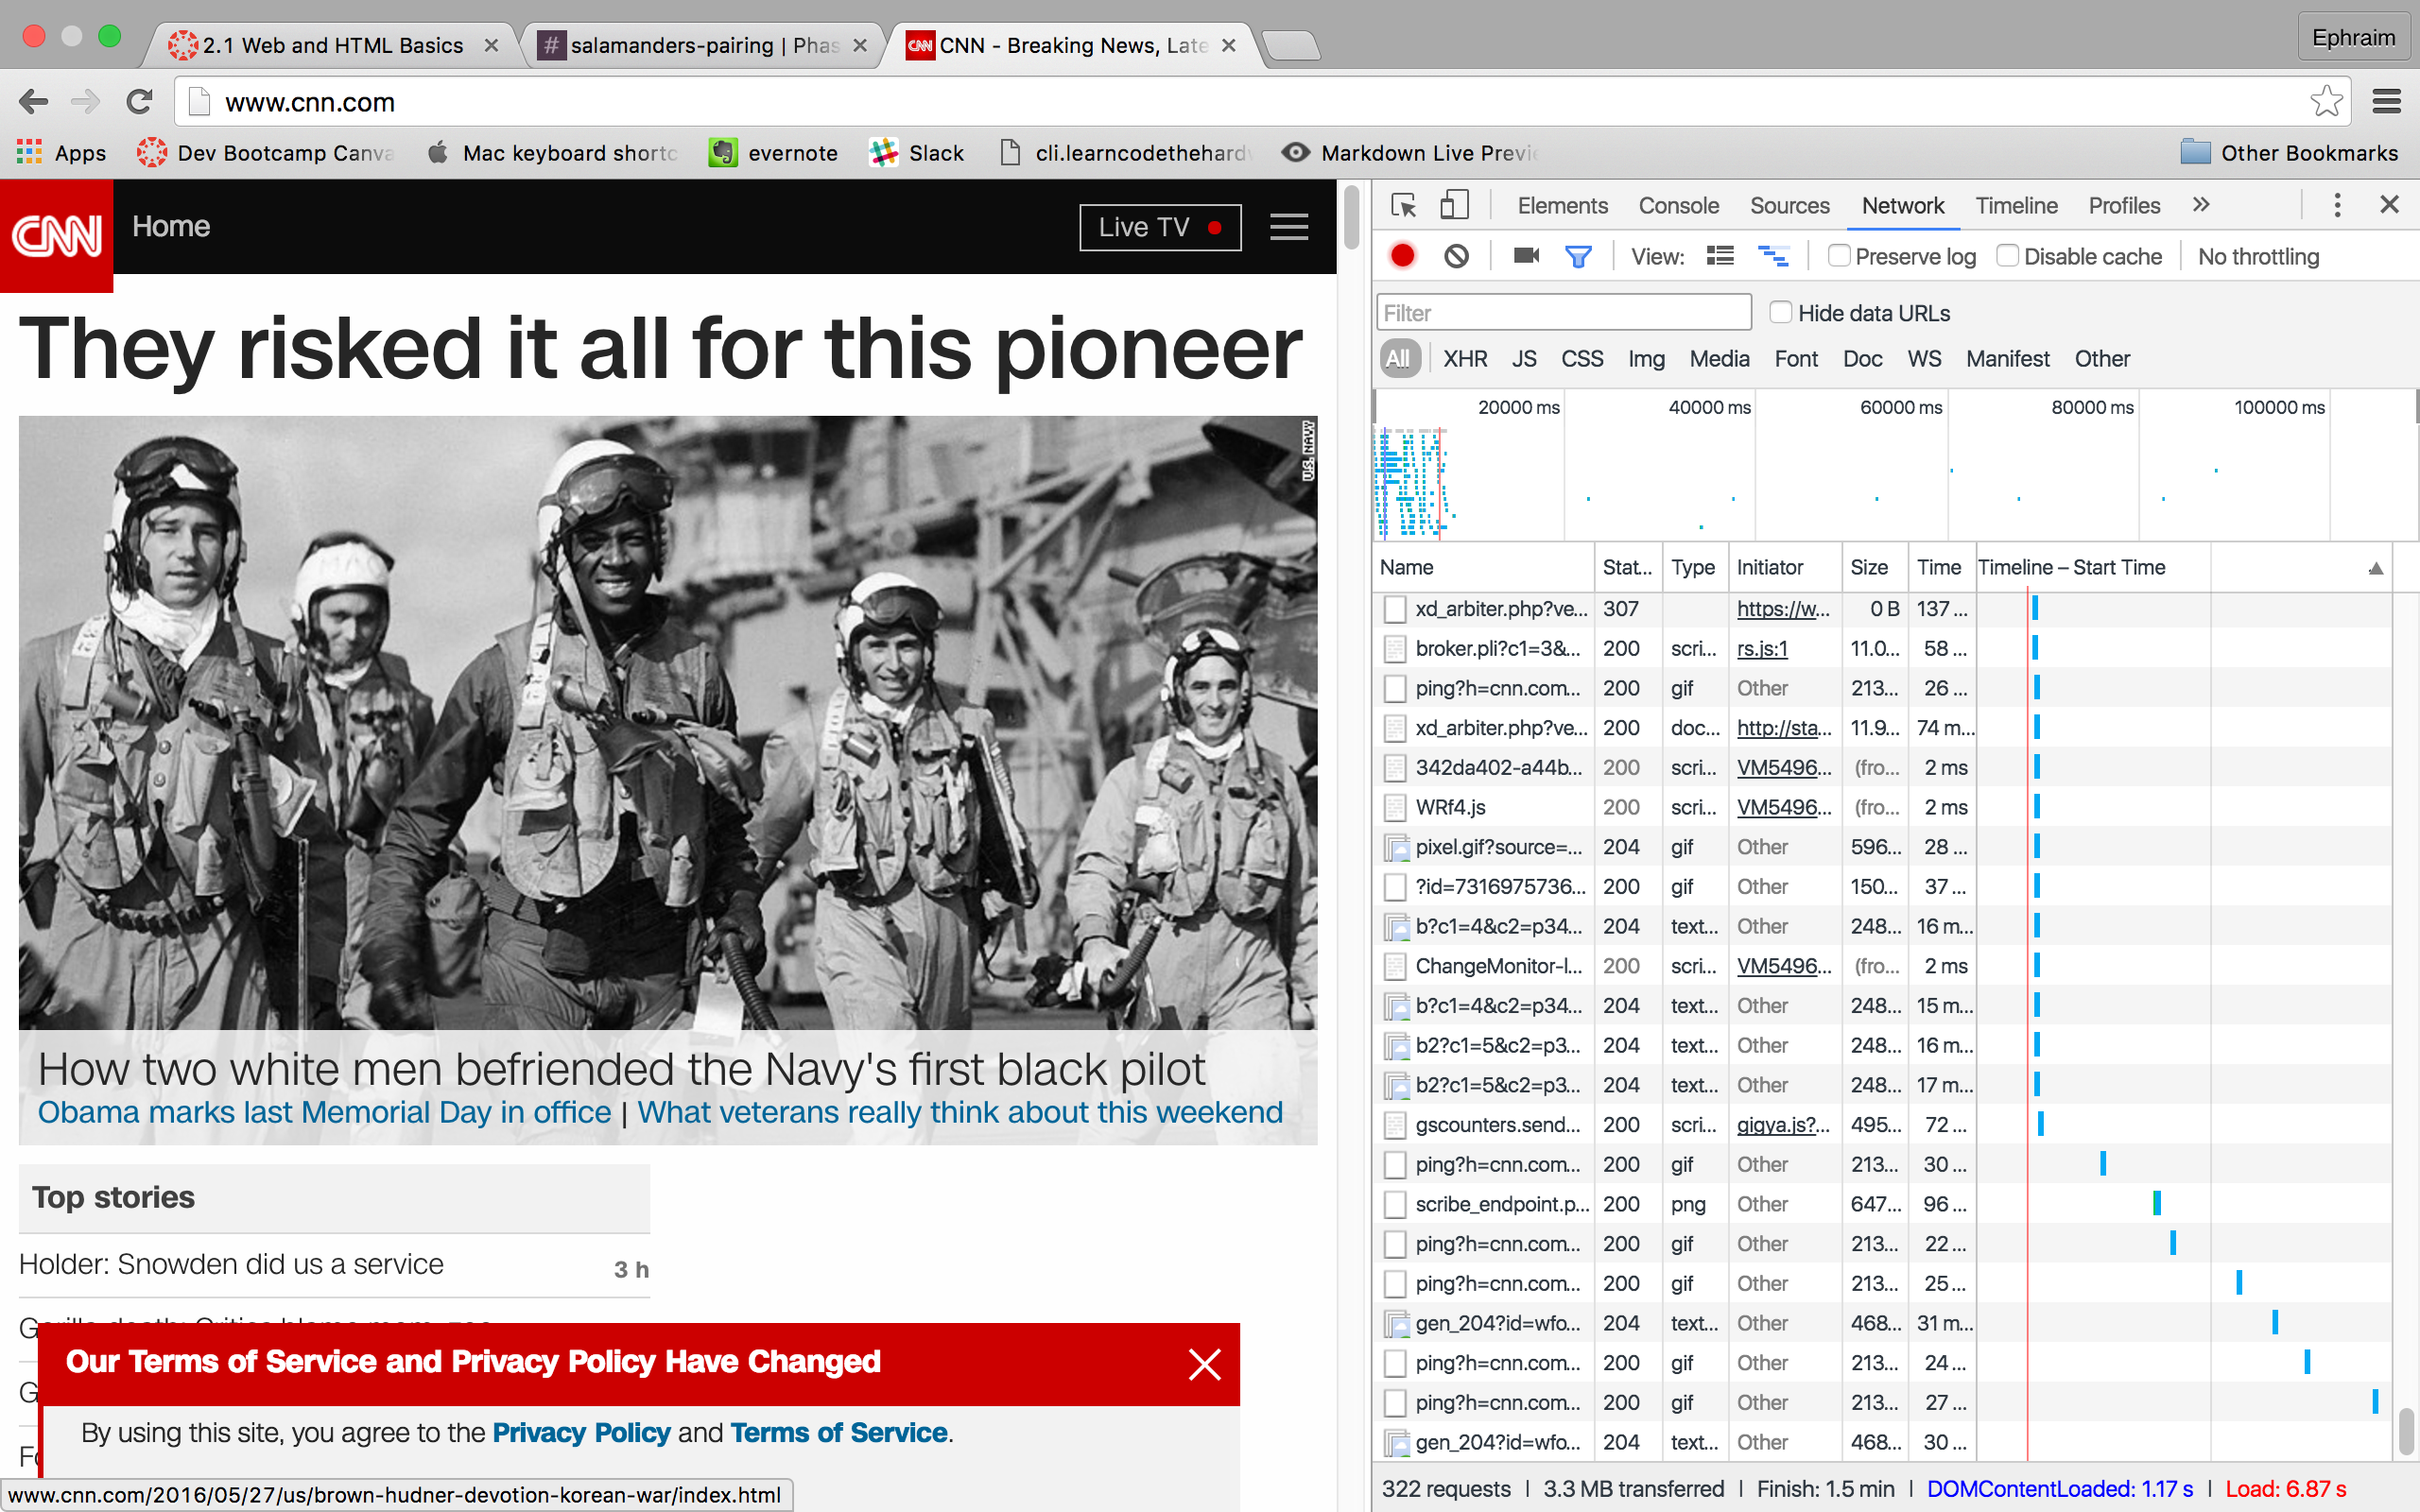 2.1 Web and HTML Basics
salamanders-pairing | Phas
CNN - Breaking News, Late
Ephraim
www.cnn.com
Apps
Dev Bootcamp Canva
Mac keyboard shortc
evernote
Slack
cli.learncodethehard
Markdown Live Previe
Other Bookmarks
CNN
Home
Live TV
They risked it all for this pioneer
U.S. NAVY
How two white men befriended the Navy's first black pilot
Obama marks last Memorial Day in office | What veterans really think about this weekend
Top stories
Holder: Snowden did us a service 3 h
Our Terms of Service and Privacy Policy Have Changed
By using this site, you agree to the Privacy Policy and Terms of Service.
www.cnn.com/2016/05/27/us/brown-hudner-devotion-korean-war/index.html
Elements Console Sources Network Timeline Profiles »
View: Preserve log Disable cache No throttling
Filter Hide data URLs
All XHR JS CSS Img Media Font Doc WS Manifest Other
20000 ms 40000 ms 60000 ms 80000 ms 100000 ms
Name Stat... Type Initiator Size Time Timeline – Start Time
xd_arbiter.php?ve... 307 https://w... 0 B 137 ...
broker.pli?c1=3&... 200 scri... rs.js:1 11.0... 58 ...
ping?h=cnn.com... 200 gif Other 213... 26 ...
xd_arbiter.php?ve... 200 doc... http://sta... 11.9... 74 m...
342da402-a44b... 200 scri... VM5496... (fro... 2 ms
WRf4.js 200 scri... VM5496... (fro... 2 ms
pixel.gif?source=... 204 gif Other 596... 28 ...
?id=7316975736... 200 gif Other 150... 37 ...
b?c1=4&c2=p34... 204 text... Other 248... 16 m...
ChangeMonitor-l... 200 scri... VM5496... (fro... 2 ms
b?c1=4&c2=p34... 204 text... Other 248... 15 m...
b2?c1=5&c2=p3... 204 text... Other 248... 16 m...
b2?c1=5&c2=p3... 204 text... Other 248... 17 m...
gscounters.send... 200 scri... gigya.js?... 495... 72 ...
ping?h=cnn.com... 200 gif Other 213... 30 ...
scribe_endpoint.p... 200 png Other 647... 96 ...
ping?h=cnn.com... 200 gif Other 213... 22 ...
ping?h=cnn.com... 200 gif Other 213... 25 ...
gen_204?id=wfo... 204 text... Other 468... 31 m...
ping?h=cnn.com... 200 gif Other 213... 24 ...
ping?h=cnn.com... 200 gif Other 213... 27 ...
gen_204?id=wfo... 204 text... Other 468... 30 ...
322 requests | 3.3 MB transferred | Finish: 1.5 min | DOMContentLoaded: 1.17 s | Load: 6.87 s